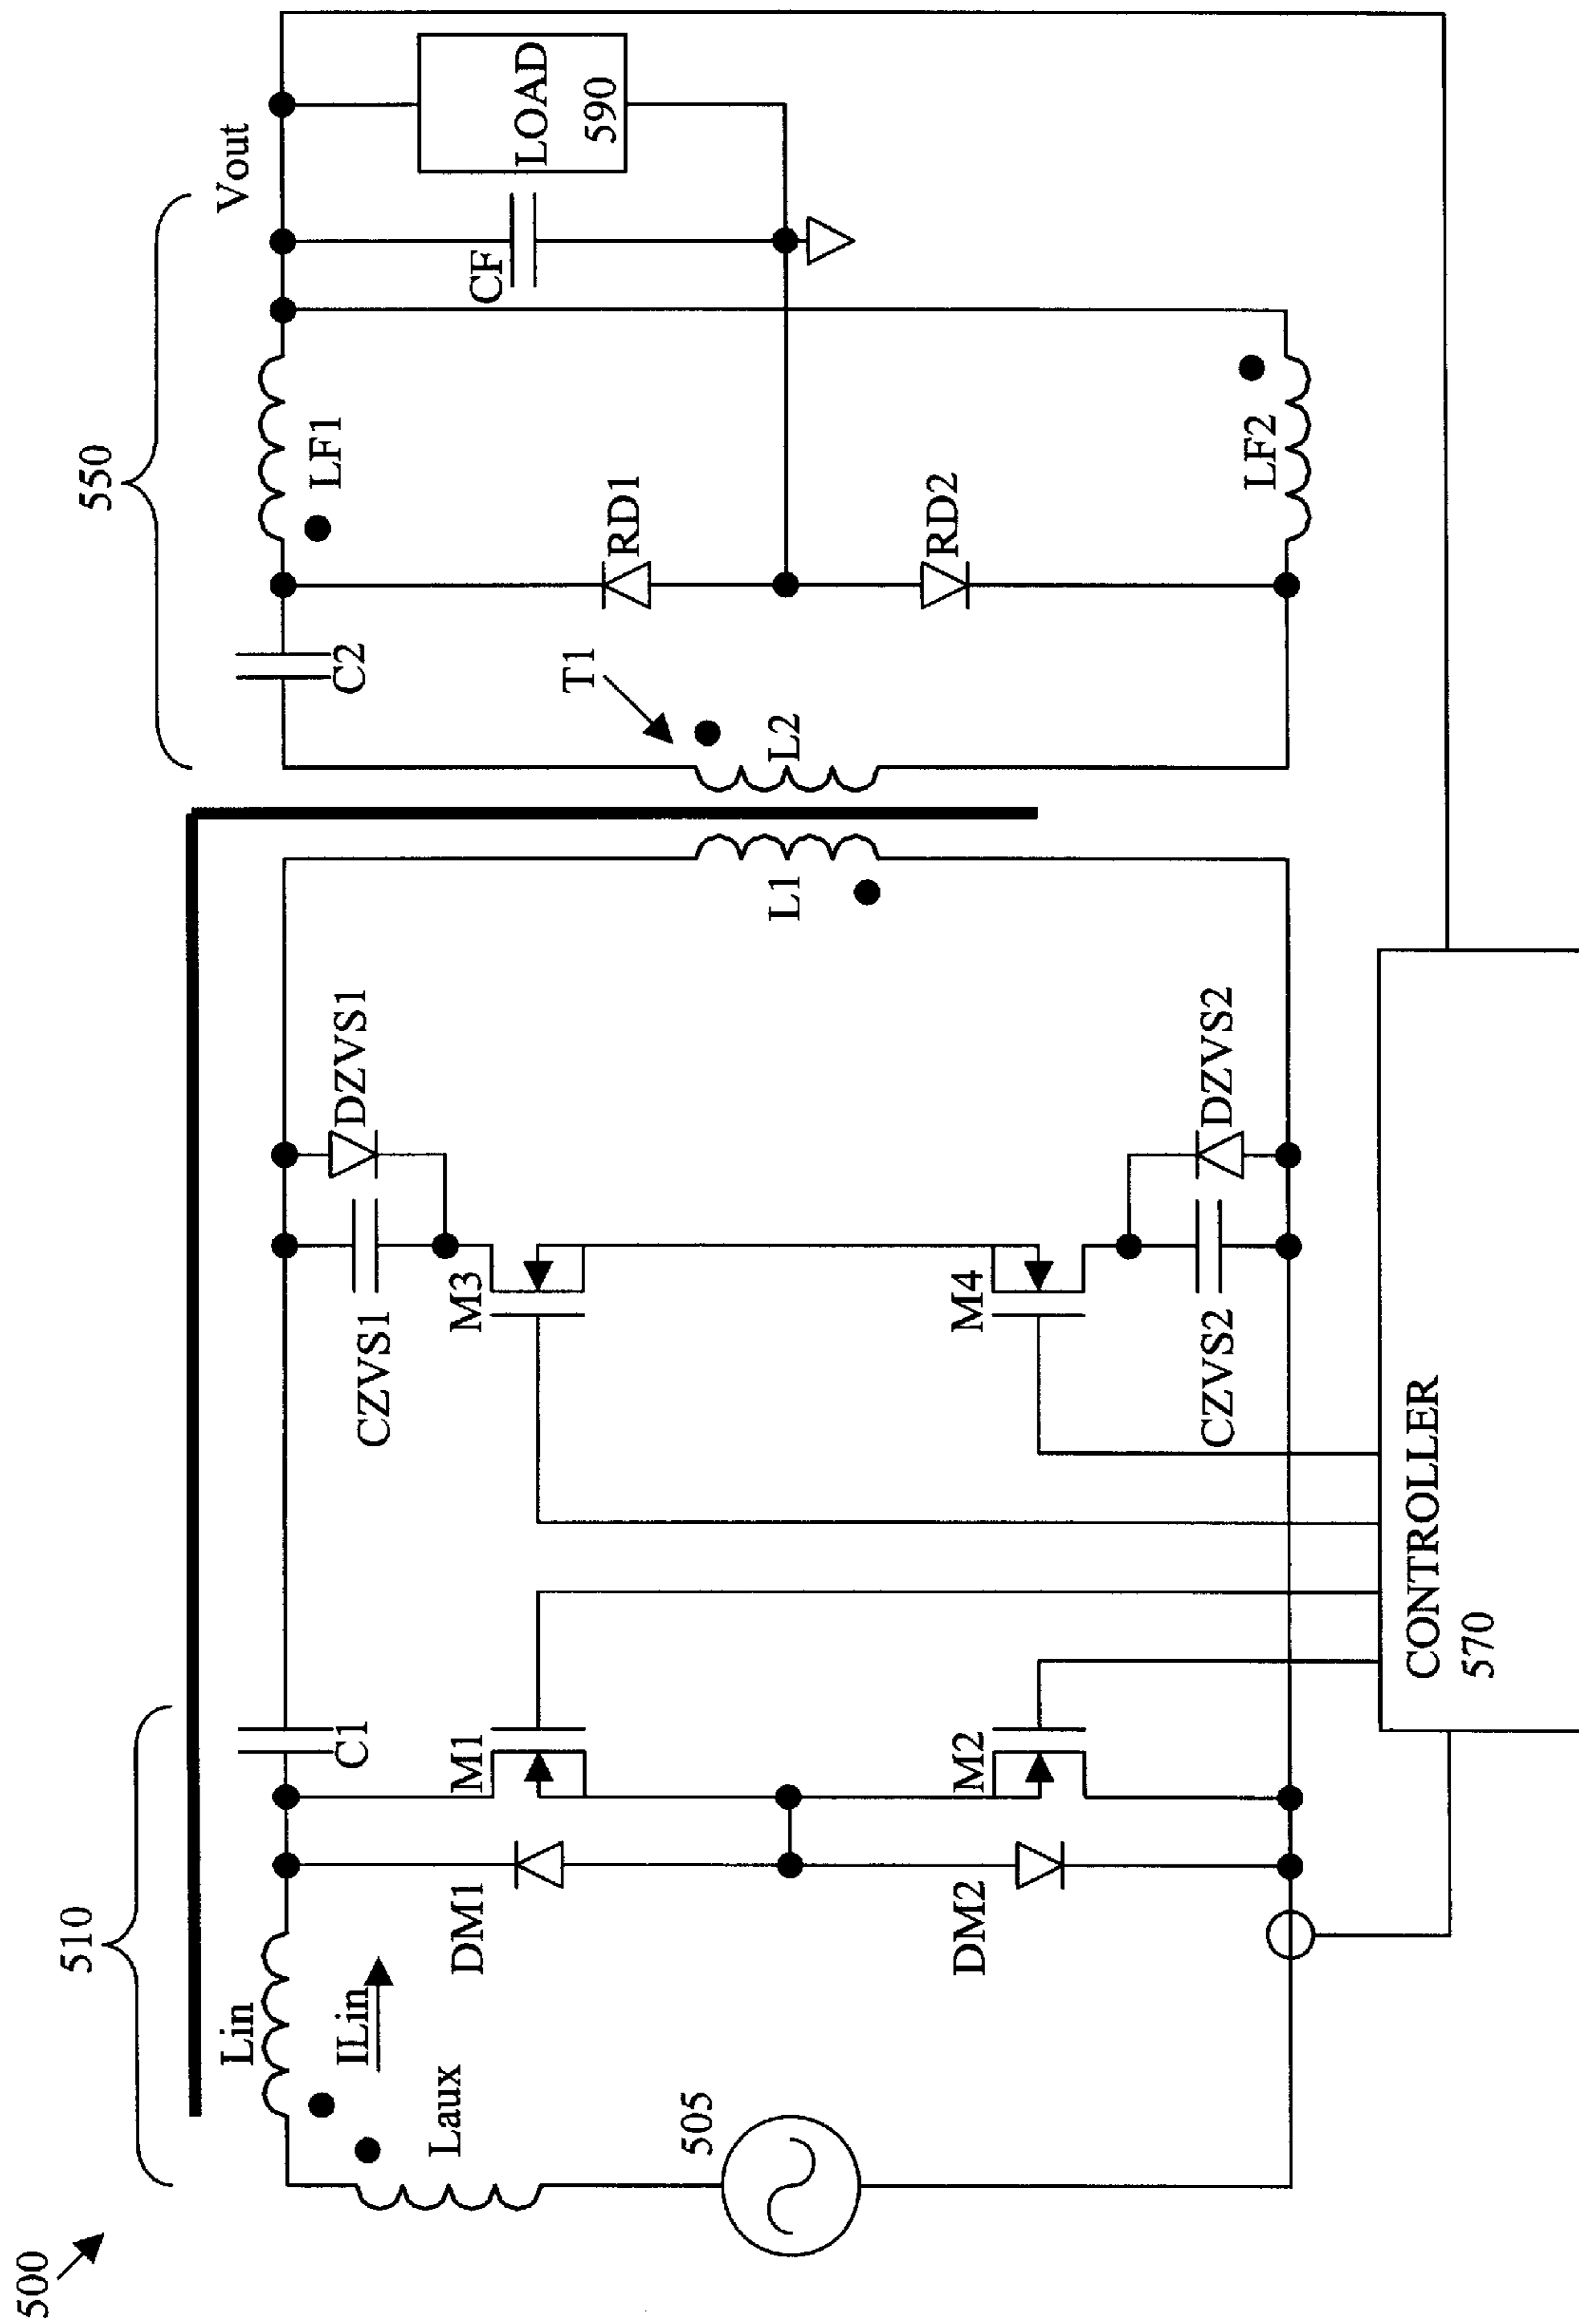 500
510
550
Lin
ILin
Laux
505
C1
DM1
M1
DM2
M2
CZVS1
DZVS1
M3
M4
CZVS2
DZVS2
L1
L2
T1
C2
LF1
RD1
RD2
LF2
CF
Vout
LOAD
590
CONTROLLER
570